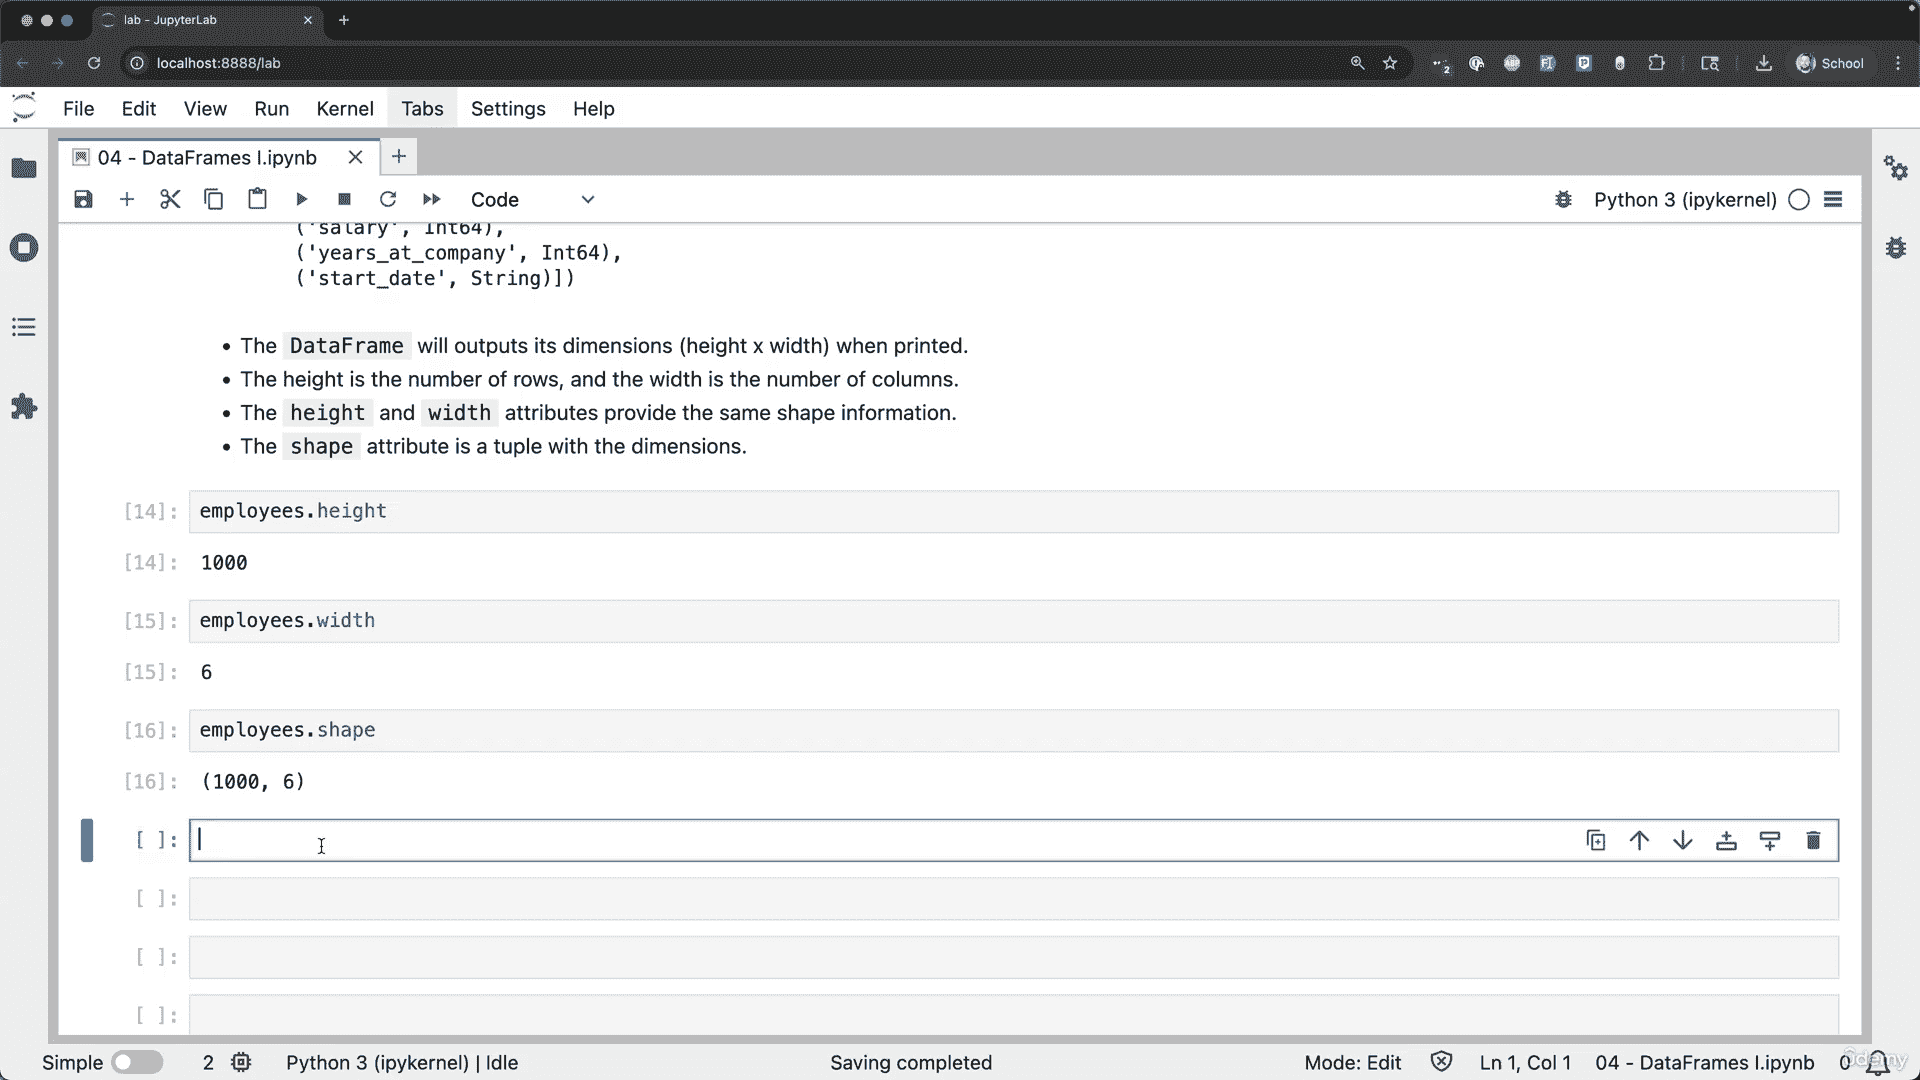 lab - JupyterLab
localhost:8888/lab
2
School
File Edit View Run Kernel Tabs Settings Help
04 - DataFrames I.ipynb
Code
Python 3 (ipykernel)
('salary', Int64),
('years_at_company', Int64),
('start_date', String)])
• The DataFrame will outputs its dimensions (height x width) when printed.
• The height is the number of rows, and the width is the number of columns.
• The height and width attributes provide the same shape information.
• The shape attribute is a tuple with the dimensions.
[14]: employees.height
[14]: 1000
[15]: employees.width
[15]: 6
[16]: employees.shape
[16]: (1000, 6)
[ ]:
[ ]:
[ ]:
[ ]:
Simple 2 Python 3 (ipykernel) | Idle Saving completed Mode: Edit Ln 1, Col 1 04 - DataFrames I.ipynb 0
udemy